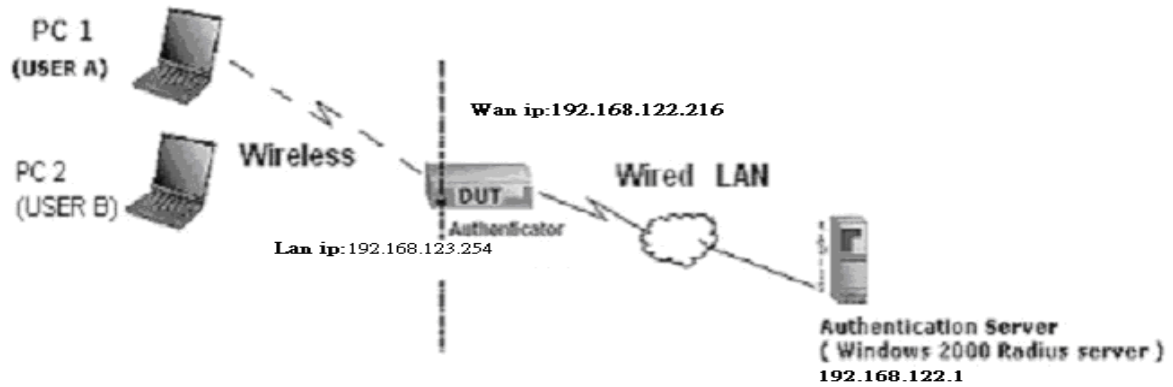 PC 1
(USER A)
Wan ip:192.168.122.216
Wireless
PC 2
(USER B)
Wired LAN
DUT
Authenticator
Lan ip:192.168.123.254
Authentication Server
( Windows 2000 Radius server )
192.168.122.1